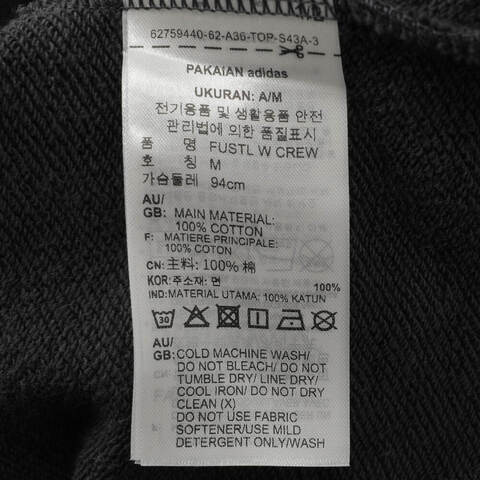 62759440-62-A36-TOP-S43A-3
PAKAIAN adidas
UKURAN: A/M
전기용품 및 생활용품 안전
관리법에 의한 품질표시
품 명 FUSTL W CREW
호 칭 M
가슴둘레 94cm
AU/
GB: MAIN MATERIAL:
100% COTTON
F: MATIERE PRINCIPALE:
100% COTON
CN: 主料: 100% 棉
KOR: 주소재: 면 100%
IND: MATERIAL UTAMA: 100% KATUN
30
AU/
GB: COLD MACHINE WASH/
DO NOT BLEACH/ DO NOT
TUMBLE DRY/ LINE DRY/
COOL IRON/ DO NOT DRY
CLEAN (X)
DO NOT USE FABRIC
SOFTENER/USE MILD
DETERGENT ONLY/WASH